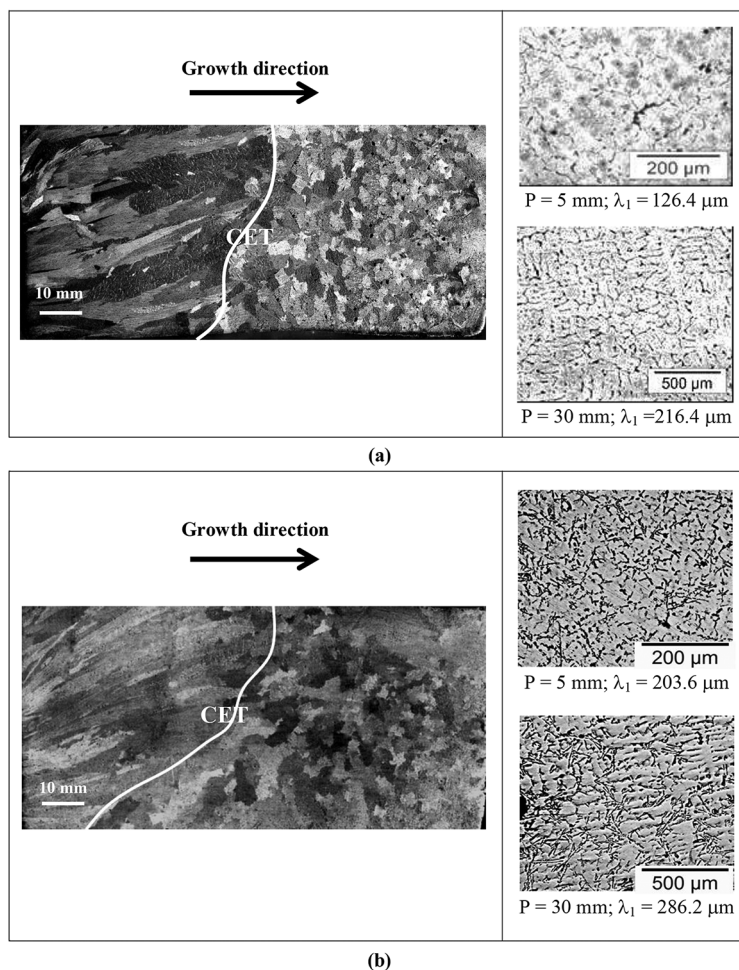 Growth direction
CET
10 mm
200 µm
P = 5 mm; λ1 = 126.4 µm
500 µm
P = 30 mm; λ1 =216.4 µm
(a)
Growth direction
CET
10 mm
200 µm
P = 5 mm; λ1 = 203.6 µm
500 µm
P = 30 mm; λ1 = 286.2 µm
(b)